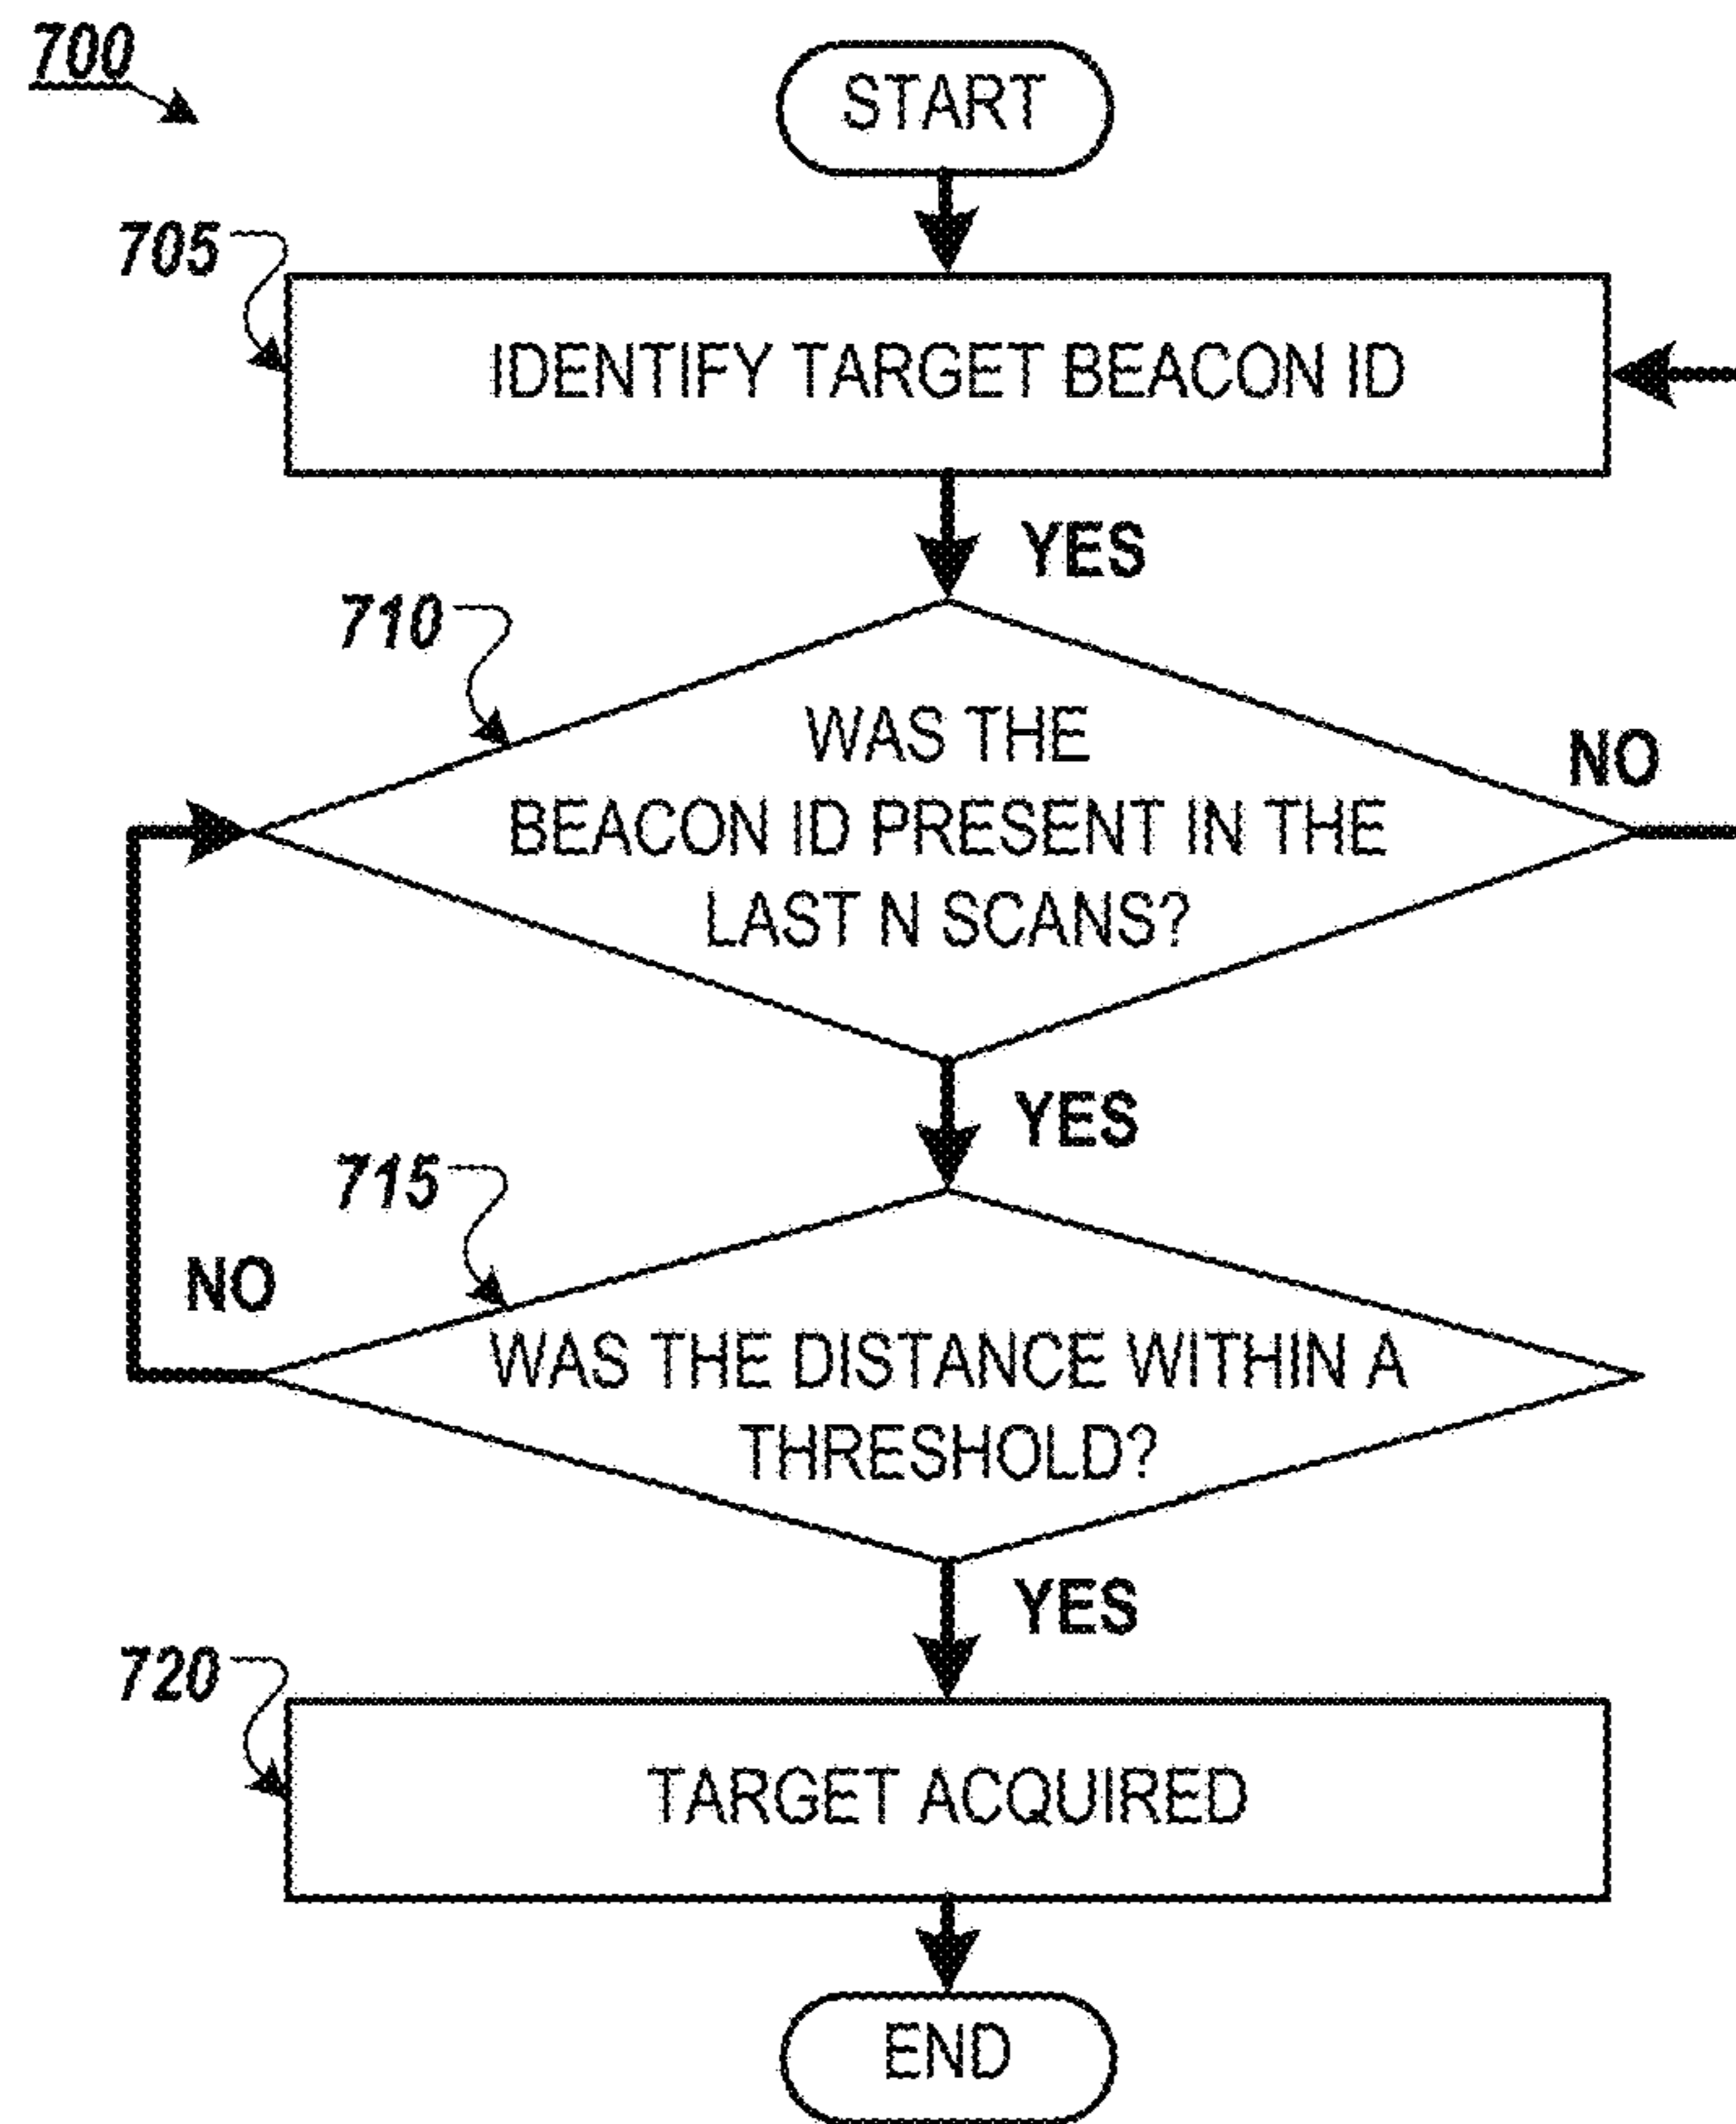 700
START
705
IDENTIFY TARGET BEACON ID
YES
710
WAS THE
NO
BEACON ID PRESENT IN THE
LAST N SCANS?
YES
715
NO
WAS THE DISTANCE WITHIN A
THRESHOLD?
YES
720
TARGET ACQUIRED
END